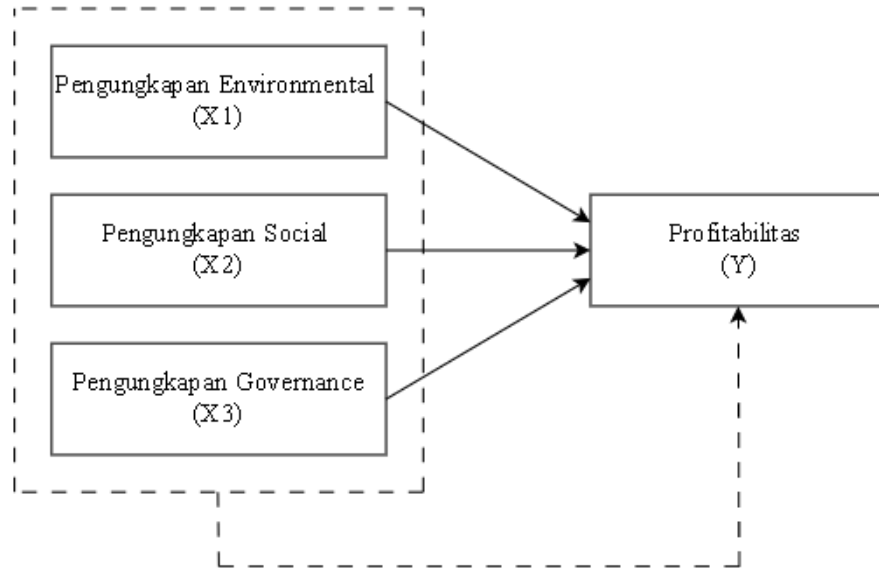 Pengungkapan Environmental
(X1)
Pengungkapan Social
(X2)
Pengungkapan Governance
(X3)
Profitabilitas
(Y)